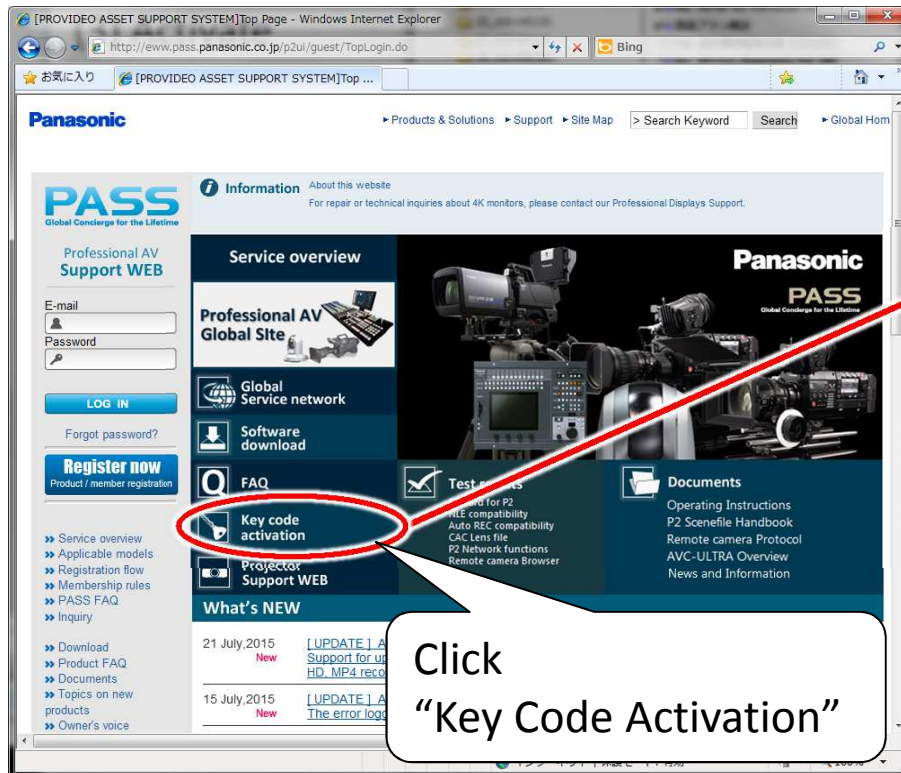 [PROVIDEO ASSET SUPPORT SYSTEM]Top Page - Windows Internet Explorer
http://eww.pass.panasonic.co.jp/p2ui/guest/TopLogin.do
Bing
お気に入り
[PROVIDEO ASSET SUPPORT SYSTEM]Top ...
Panasonic
Products & Solutions
Support
Site Map
> Search Keyword
Search
Global Hom
PASS
Global Concierge for the Lifetime
Professional AV
Support WEB
E-mail
Password
LOG IN
Forgot password?
Register now
Product / member registration
Service overview
Applicable models
Registration flow
Membership rules
PASS FAQ
Inquiry
Download
Product FAQ
Documents
Topics on new
products
Owner's voice
Information
About this website
For repair or technical inquiries about 4K monitors, please contact our Professional Displays Support.
Service overview
Professional AV
Global SIte
Global
Service network
Software
download
FAQ
Key code
activation
Projector
Support WEB
Panasonic
PASS
Global Concierge for the Lifetime
Test results
for P2
NLE compatibility
Auto REC compatibility
CAC Lens file
P2 Network functions
Remote camera Browser
Documents
Operating Instructions
P2 Scenefile Handbook
Remote camera Protocol
AVC-ULTRA Overview
News and Information
What's NEW
21 July,2015
New
[ UPDATE ] A
Support for up
HD, MP4 reco
15 July,2015
New
[ UPDATE ] A
The error logg
Click
“Key Code Activation”